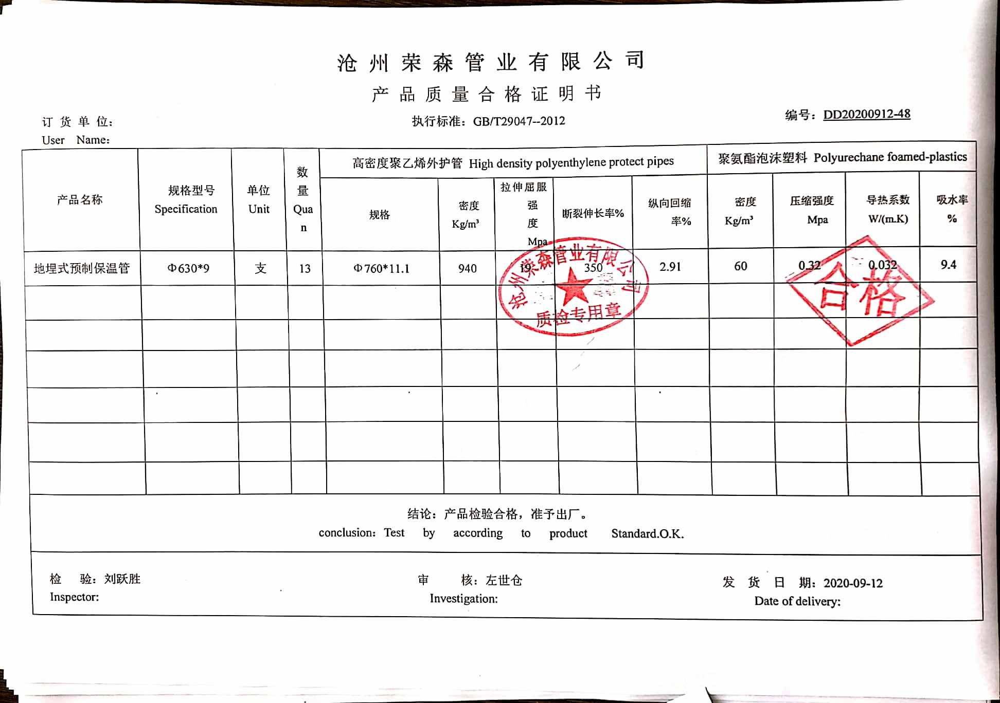 沧州荣森管业有限公司
产品质量合格证明书
订货单位：
执行标准：GB/T29047--2012
编号：DD20200912-48
User Name:
产品名称
规格型号
Specification
单位
Unit
数
量
Qua
n
高密度聚乙烯外护管 High density polyenthylene protect pipes
聚氨酯泡沫塑料 Polyurechane foamed-plastics
规格
密度
Kg/m³
拉伸屈服
强
度
Mpa
断裂伸长率%
纵向回缩
率%
密度
Kg/m³
压缩强度
Mpa
导热系数
W/(m.K)
吸水率
%
地埋式预制保温管 Φ630*9 支 13 Φ760*11.1 940 19 350 2.91 60 0.32 0.032 9.4
沧州荣森管业有限公司
质检专用章
合格
结论：产品检验合格，准予出厂。
conclusion: Test by according to product Standard.O.K.
检 验：刘跃胜
Inspector:
审 核：左世仓
Investigation:
发 货 日 期：2020-09-12
Date of delivery: